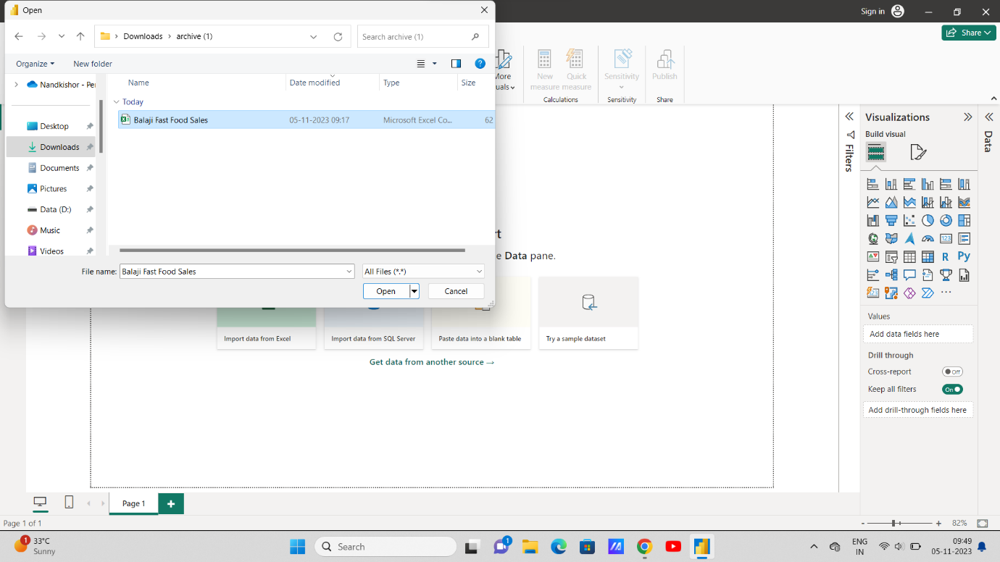 Open
Sign in
Share
Downloads
archive (1)
Search archive (1)
Organize
New folder
Name
Date modified
Type
Size
Nandkishor - Per
Today
Balaji Fast Food Sales
05-11-2023 09:17
Microsoft Excel Co...
62
Desktop
Downloads
Documents
Pictures
Data (D:)
Music
Videos
File name:
Balaji Fast Food Sales
All Files (*.*)
Open
Cancel
New
measure
Quick
measure
Calculations
Sensitivity
Sensitivity
Publish
Share
Filters
Visualizations
Build visual
Data
123
R
Py
123
...
Values
Add data fields here
Drill through
Cross-report
Off
Keep all filters
On
Add drill-through fields here
Data pane.
Import data from Excel
Import data from SQL Server
Paste data into a blank table
Try a sample dataset
Get data from another source →
Page 1
+
Page 1 of 1
- + 82%
1
33°C
Sunny
Search
1
ENG
IN
09:49
05-11-2023